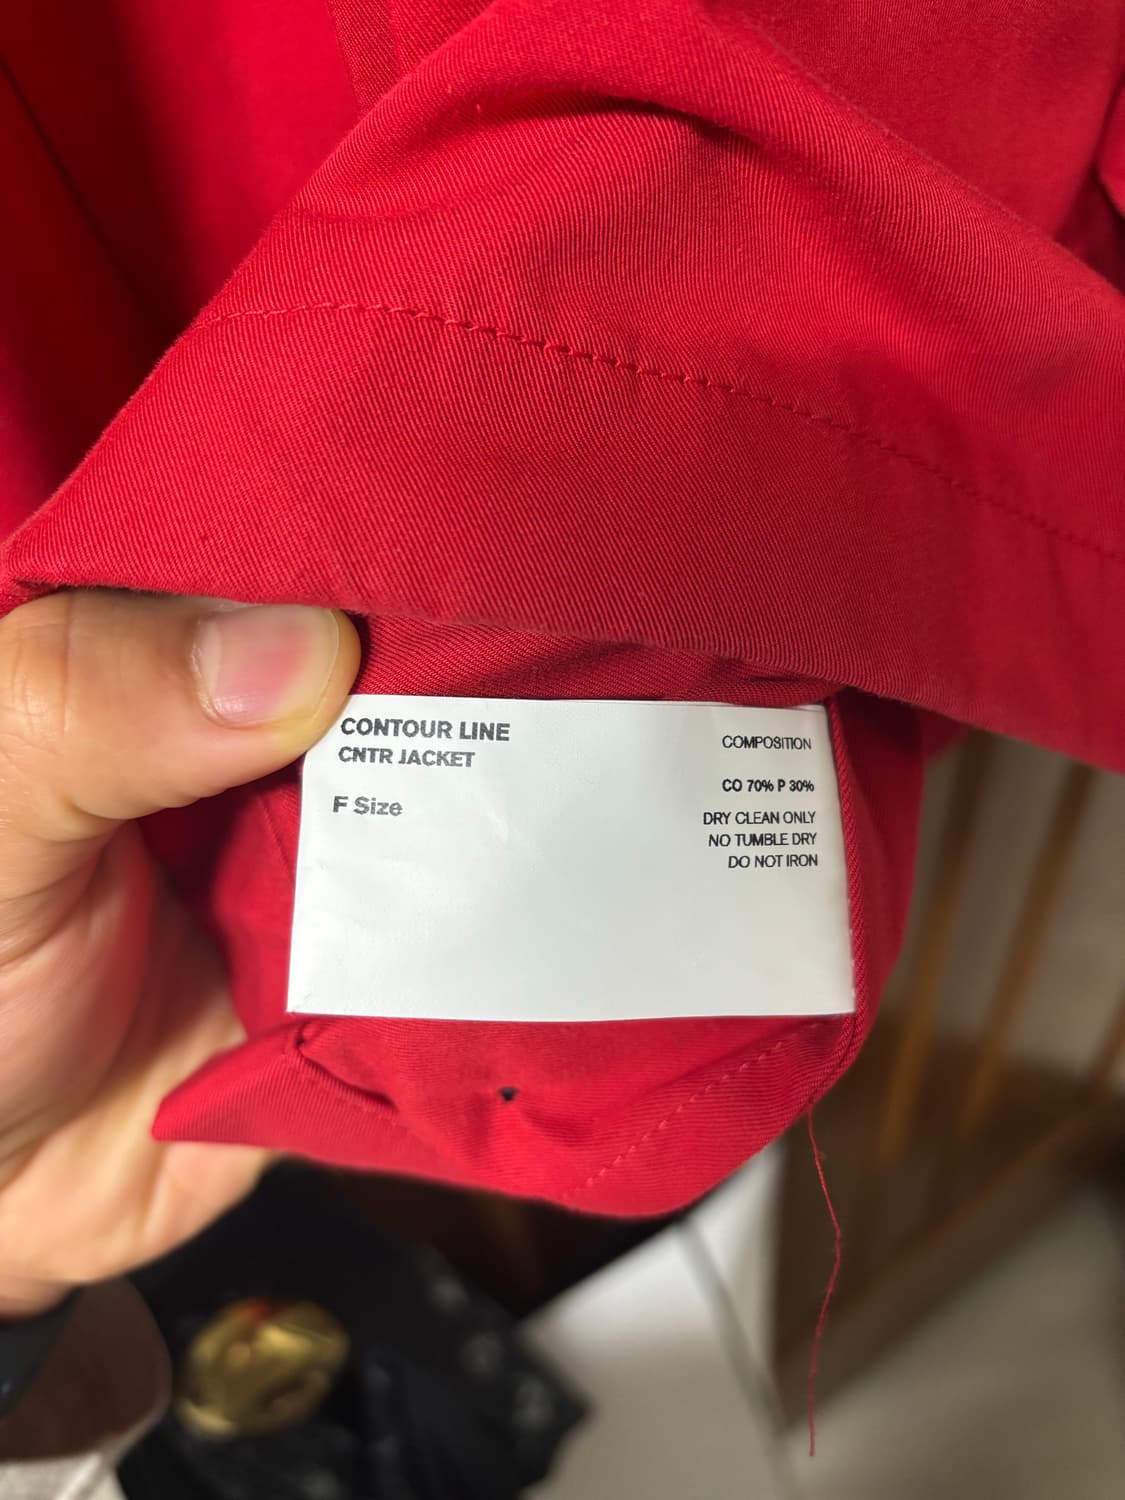 CONTOUR LINE
CNTR JACKET
F Size
COMPOSITION
CO 70% P 30%
DRY CLEAN ONLY
NO TUMBLE DRY
DO NOT IRON